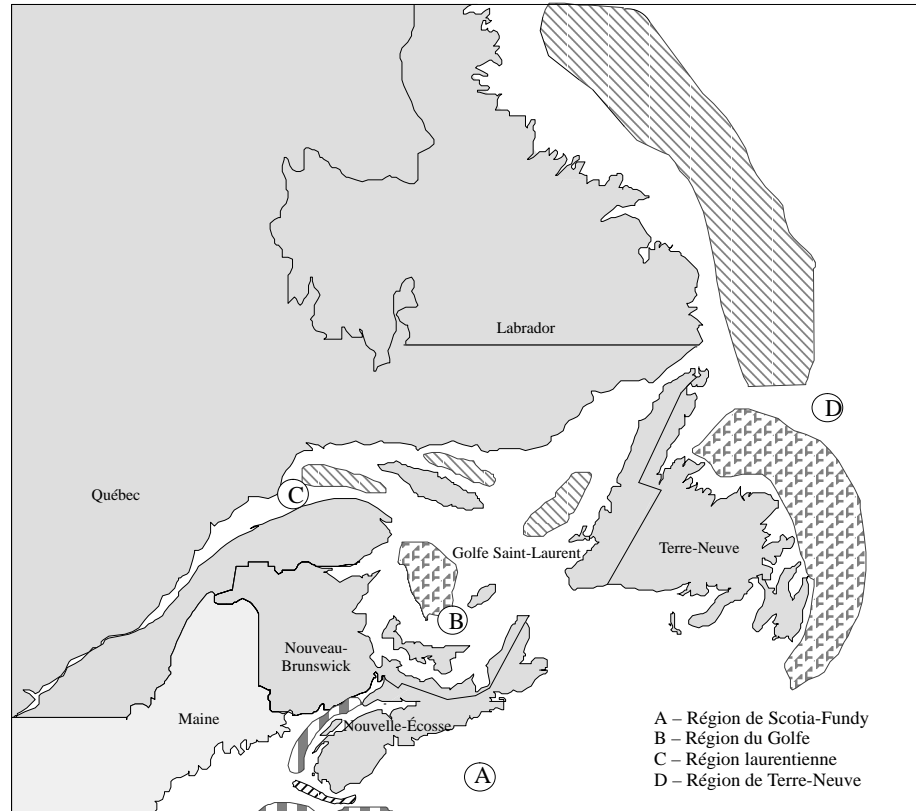 Labrador
D
Québec
C
Golfe Saint-Laurent
Terre-Neuve
B
Nouveau-
Brunswick
Maine
Nouvelle-Écosse
A
A – Région de Scotia-Fundy
B – Région du Golfe
C – Région laurentienne
D – Région de Terre-Neuve